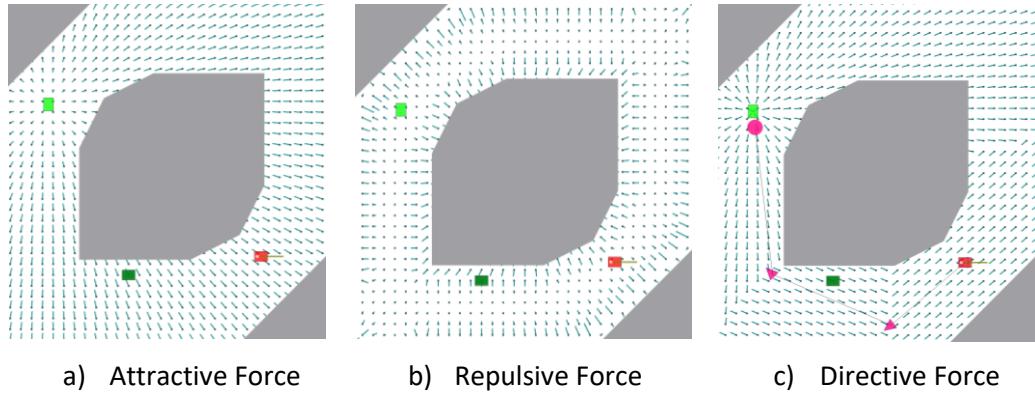 a) Attractive Force
b) Repulsive Force
c) Directive Force